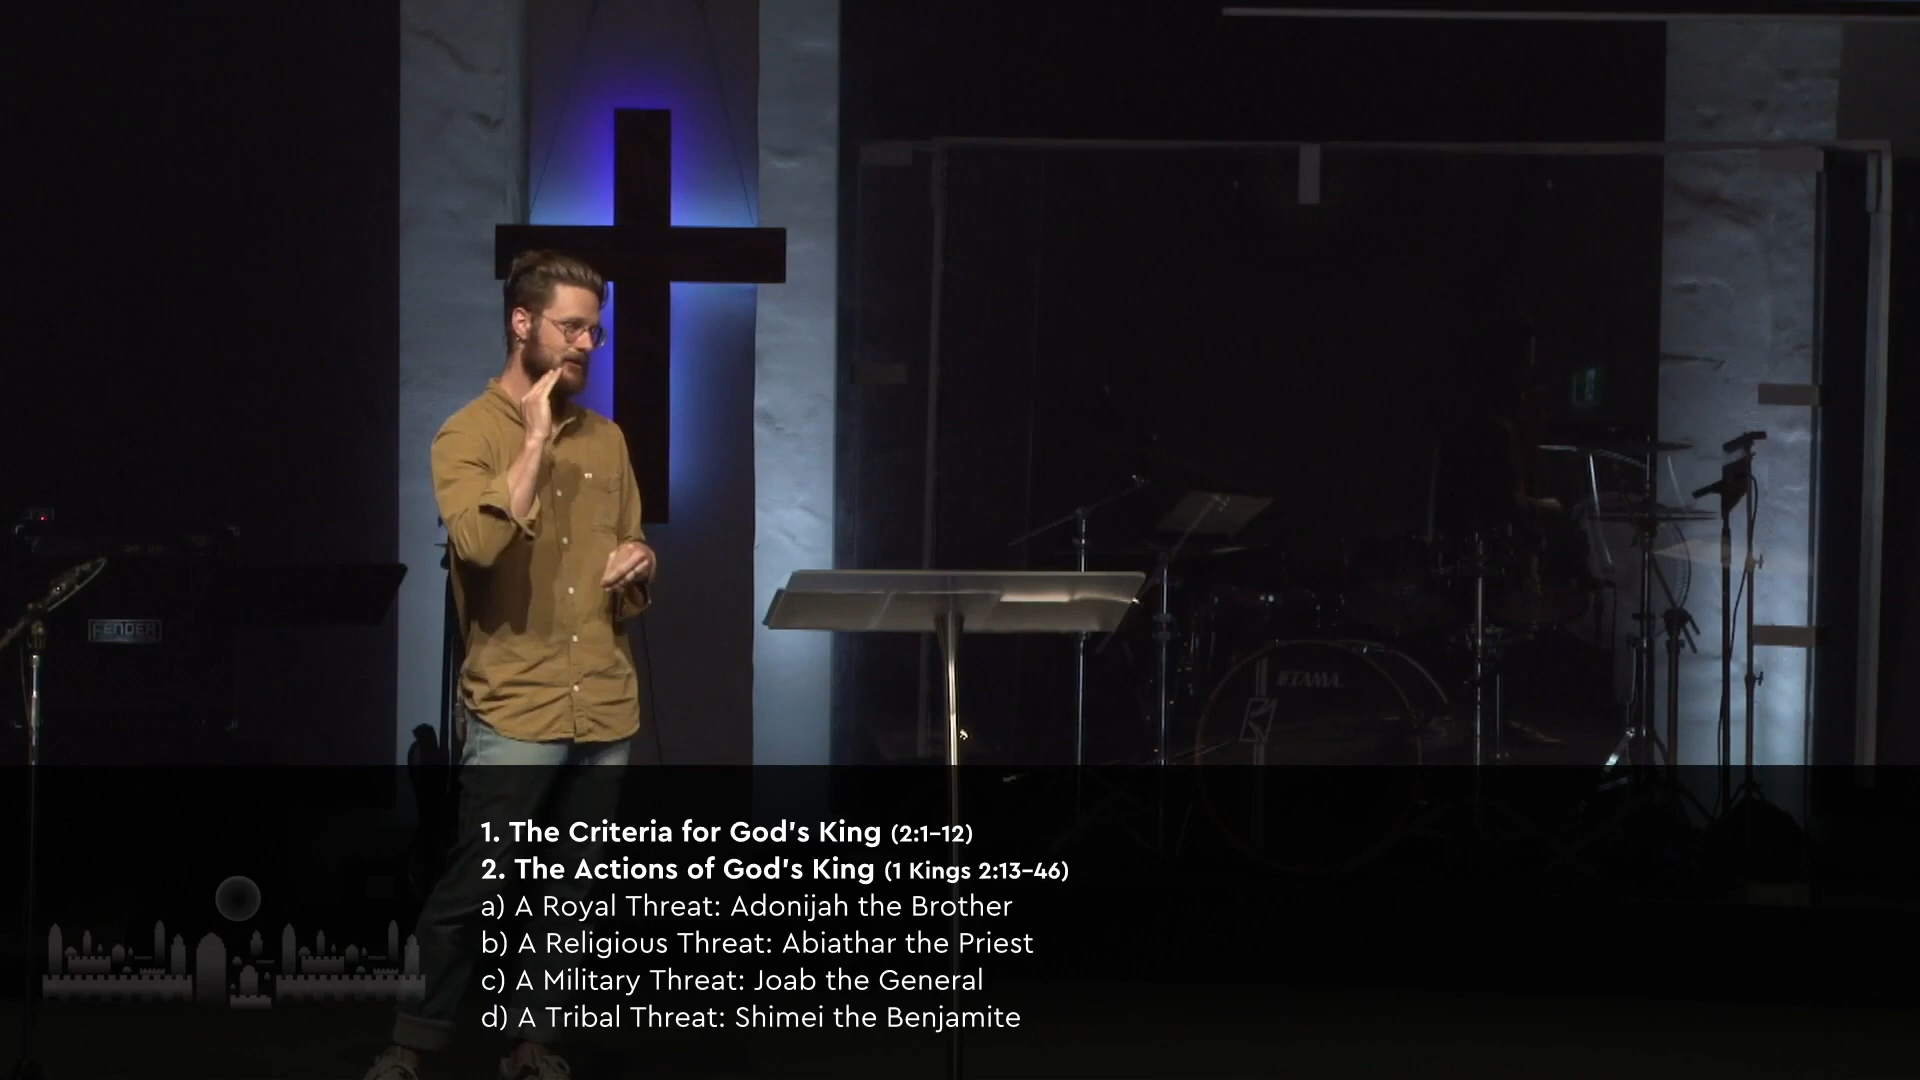 FENDER
TAMA
1. The Criteria for God's King (2:1–12)
2. The Actions of God's King (1 Kings 2:13–46)
a) A Royal Threat: Adonijah the Brother
b) A Religious Threat: Abiathar the Priest
c) A Military Threat: Joab the General
d) A Tribal Threat: Shimei the Benjamite